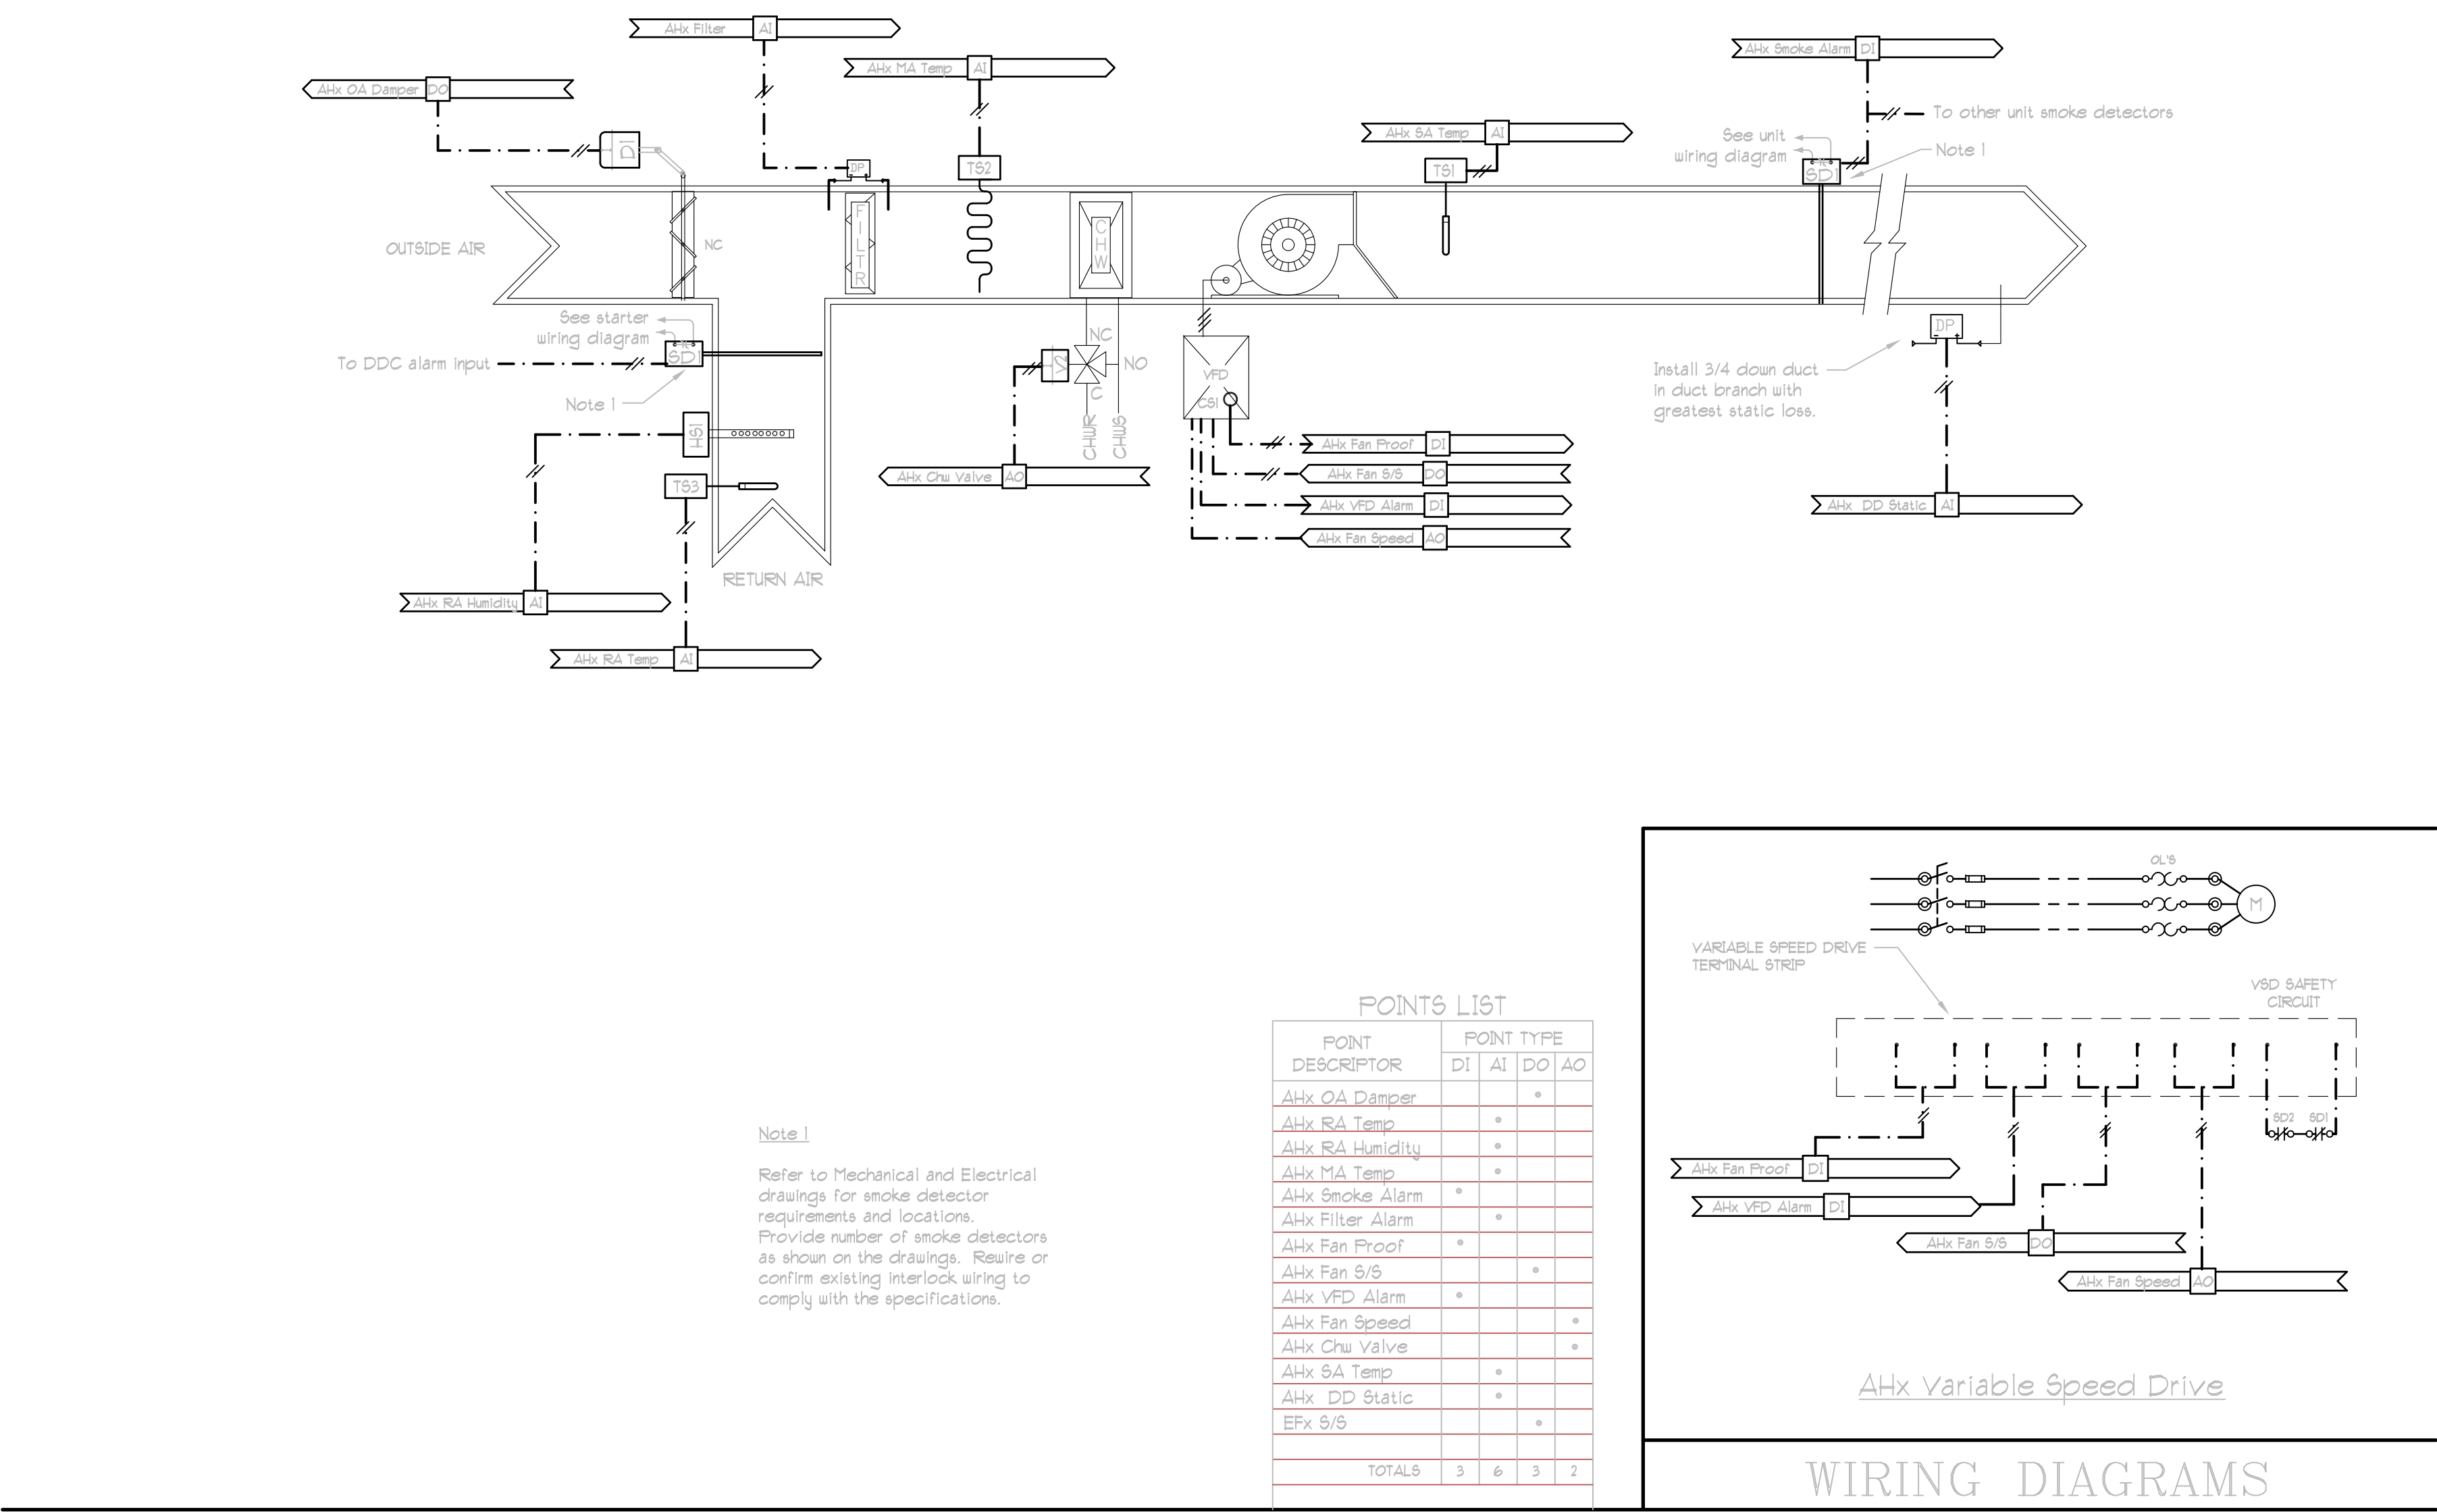 AHx Filter AI
AHx MA Temp AI
AHx Smoke Alarm DI
AHx OA Damper DO
To other unit smoke detectors
AHx SA Temp AI
See unit
wiring diagram
Note 1
D1
DP
TS2
TS1
SD1
OUTSIDE AIR
NC
FILTR
CHW
See starter
wiring diagram
To DDC alarm input
SD1
Note 1
NC
V2
NO
C
CHWR
CHWS
VFD
CS1
DP
Install 3/4 down duct
in duct branch with
greatest static loss.
HS1
TS3
AHx Chw Valve AO
AHx Fan Proof DI
AHx Fan S/S DO
AHx VFD Alarm DI
AHx Fan Speed AO
AHx DD Static AI
RETURN AIR
AHx RA Humidity AI
AHx RA Temp AI
OL'S
M
VARIABLE SPEED DRIVE
TERMINAL STRIP
VSD SAFETY
CIRCUIT
SD2 SD1
AHx Fan Proof DI
AHx VFD Alarm DI
AHx Fan S/S DO
AHx Fan Speed AO
AHx Variable Speed Drive
WIRING DIAGRAMS
POINTS LIST
POINT
DESCRIPTOR
POINT TYPE
DI AI DO AO
AHx OA Damper
AHx RA Temp
AHx RA Humidity
AHx MA Temp
AHx Smoke Alarm
AHx Filter Alarm
AHx Fan Proof
AHx Fan S/S
AHx VFD Alarm
AHx Fan Speed
AHx Chw Valve
AHx SA Temp
AHx DD Static
EFx S/S
TOTALS 3 6 3 2
Note 1
Refer to Mechanical and Electrical
drawings for smoke detector
requirements and locations.
Provide number of smoke detectors
as shown on the drawings. Rewire or
confirm existing interlock wiring to
comply with the specifications.